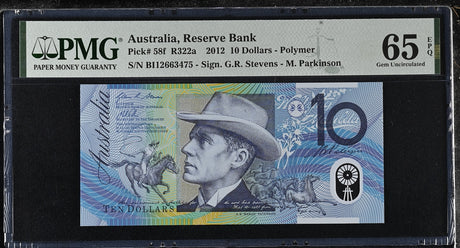 PMG
PAPER MONEY GUARANTY
Australia, Reserve Bank
Pick# 58f R322a 2012 10 Dollars - Polymer
S/N BI12663475 - Sign. G.R. Stevens - M. Parkinson
65
EPQ
Gem Uncirculated
Australia
10
TEN DOLLARS